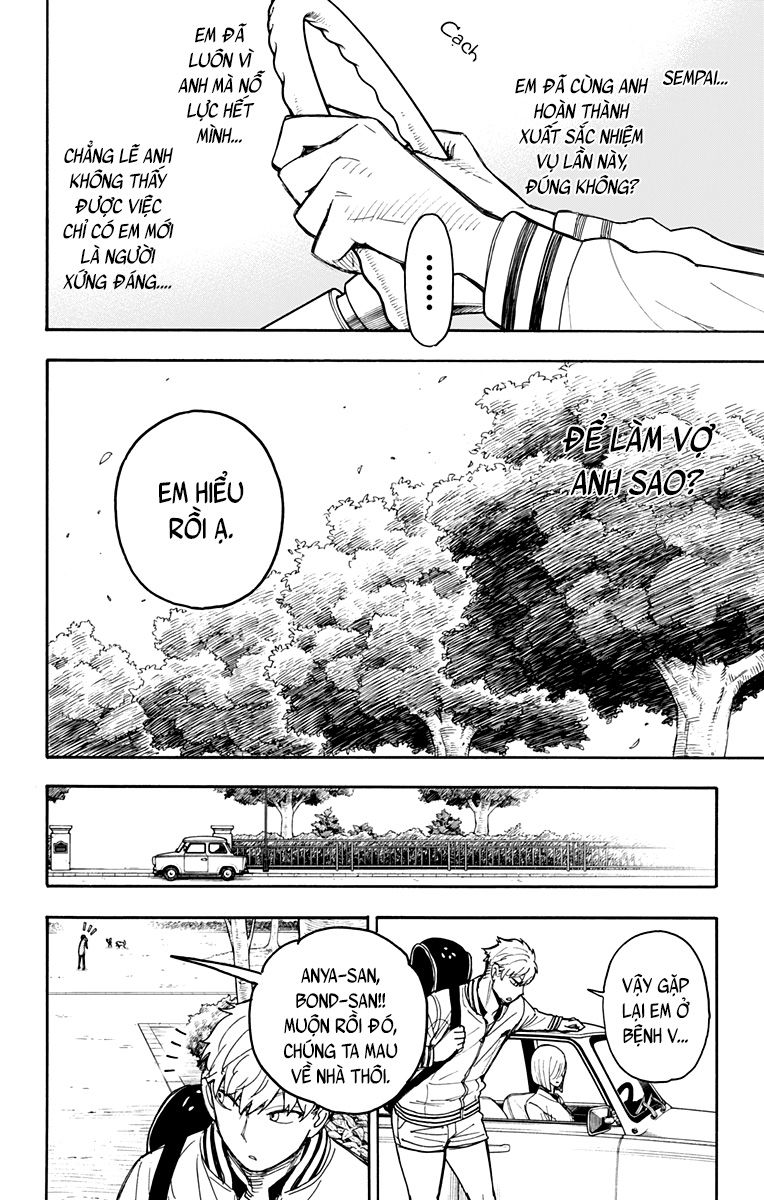 SEMPAI...
EM ĐÃ CÙNG ANH
HOÀN THÀNH
XUẤT SẮC NHIỆM
VỤ LẦN NÀY,
ĐÚNG KHÔNG?
Cạch
EM ĐÃ
LUÔN VÌ
ANH MÀ NỖ
LỰC HẾT
MÌNH...
CHẲNG LẼ ANH
KHÔNG THẤY
ĐƯỢC VIỆC
CHỈ CÓ EM MỚI
LÀ NGƯỜI
XỨNG ĐÁNG....
......
ĐỂ LÀM VỢ
ANH SAO?
EM HIỂU
RỒI Ạ.
VẬY GẶP
LẠI EM Ở
BỆNH V...
ANYA-SAN,
BOND-SAN!!
MUỘN RỒI ĐÓ,
CHÚNG TA MAU
VỀ NHÀ THÔI.